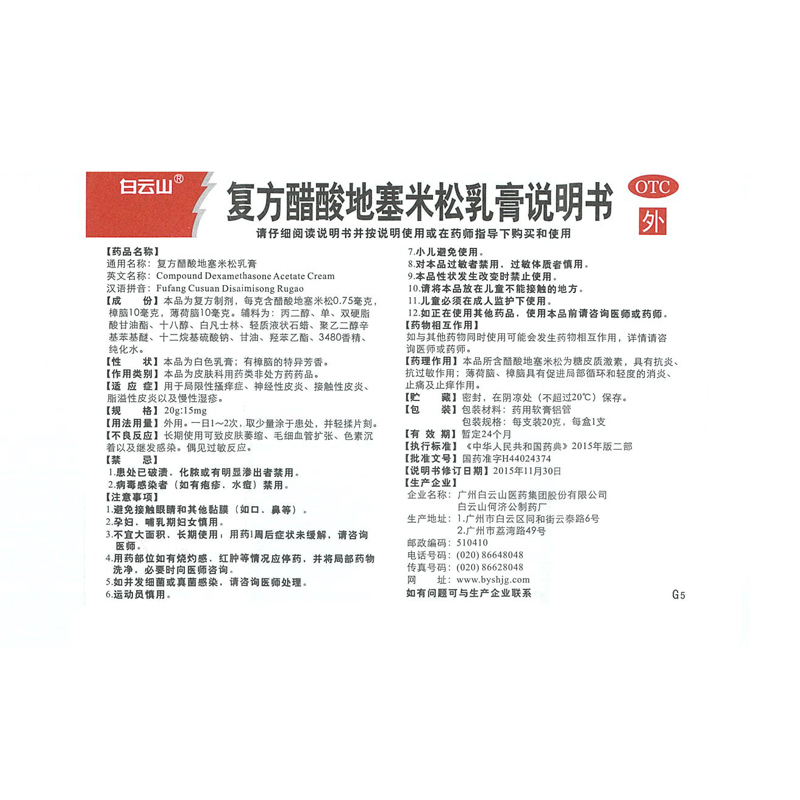 白云山®
复方醋酸地塞米松乳膏说明书
OTC
外
请仔细阅读说明书并按说明使用或在药师指导下购买和使用
【药品名称】
通用名称：复方醋酸地塞米松乳膏
英文名称：Compound Dexamethasone Acetate Cream
汉语拼音：Fufang Cusuan Disaimisong Rugao
【成　份】本品为复方制剂，每克含醋酸地塞米松0.75毫克，
樟脑10毫克，薄荷脑10毫克。辅料为：丙二醇、单、双硬脂
酸甘油酯、十八醇、白凡士林、轻质液状石蜡、聚乙二醇辛
基苯基醚、十二烷基硫酸钠、甘油、羟苯乙酯、3480香精、
纯化水。
【性　状】本品为白色乳膏；有樟脑的特异芳香。
【作用类别】本品为皮肤科用药类非处方药药品。
【适 应 症】用于局限性搔痒症、神经性皮炎、接触性皮炎、
脂溢性皮炎以及慢性湿疹。
【规　格】20g:15mg
【用法用量】外用。一日1～2次，取少量涂于患处，并轻揉片刻。
【不良反应】长期使用可致皮肤萎缩、毛细血管扩张、色素沉
着以及继发感染。偶见过敏反应。
【禁　忌】
1.患处已破溃、化脓或有明显渗出者禁用。
2.病毒感染者（如有疱疹、水痘）禁用。
【注意事项】
1.避免接触眼睛和其他黏膜（如口、鼻等）。
2.孕妇、哺乳期妇女慎用。
3.不宜大面积、长期使用；用药1周后症状未缓解，请咨询
医师。
4.用药部位如有烧灼感、红肿等情况应停药，并将局部药物
洗净，必要时向医师咨询。
5.如并发细菌或真菌感染，请咨询医师处理。
6.运动员慎用。
7.小儿避免使用。
8.对本品过敏者禁用，过敏体质者慎用。
9.本品性状发生改变时禁止使用。
10.请将本品放在儿童不能接触的地方。
11.儿童必须在成人监护下使用。
12.如正在使用其他药品，使用本品前请咨询医师或药师。
【药物相互作用】
如与其他药物同时使用可能会发生药物相互作用，详情请咨
询医师或药师。
【药理作用】本品所含醋酸地塞米松为糖皮质激素，具有抗炎、
抗过敏作用；薄荷脑、樟脑具有促进局部循环和轻度的消炎、
止痛及止痒作用。
【贮　藏】密封，在阴凉处（不超过20℃）保存。
【包　装】包装材料：药用软膏铝管
包装规格：每支装20克，每盒1支
【有 效 期】暂定24个月
【执行标准】《中华人民共和国药典》2015年版二部
【批准文号】国药准字H44024374
【说明书修订日期】2015年11月30日
【生产企业】
企业名称：广州白云山医药集团股份有限公司
白云山何济公制药厂
生产地址：1.广州市白云区同和街云泰路6号
2.广州市荔湾路49号
邮政编码：510410
电话号码：(020) 86648048
传真号码：(020) 86628048
网　址：www.byshjg.com
如有问题可与生产企业联系
G5